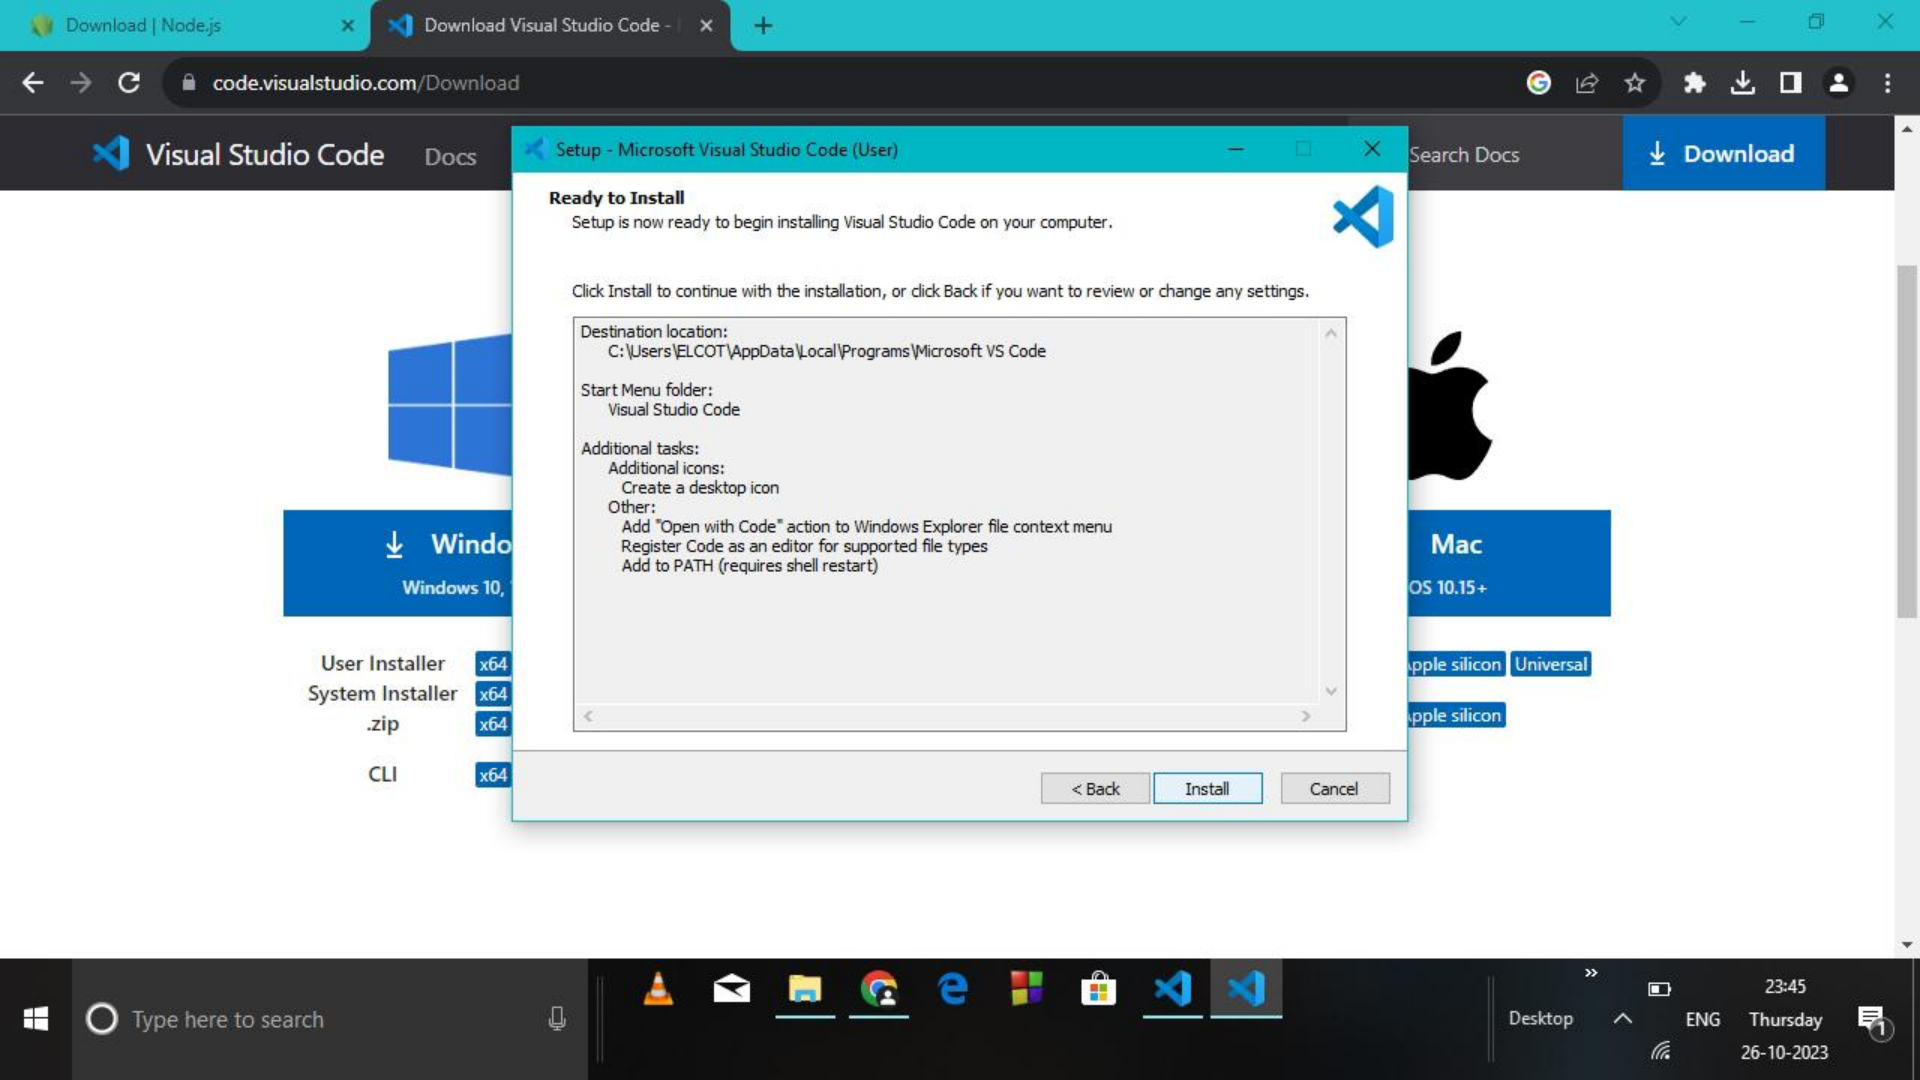 Download | Node.js
Download Visual Studio Code -
code.visualstudio.com/Download
Visual Studio Code
Docs
Search Docs
Download
Setup - Microsoft Visual Studio Code (User)
Ready to Install
Setup is now ready to begin installing Visual Studio Code on your computer.
Click Install to continue with the installation, or click Back if you want to review or change any settings.
Destination location:
C:\Users\ELCOT\AppData\Local\Programs\Microsoft VS Code
Start Menu folder:
Visual Studio Code
Additional tasks:
Additional icons:
Create a desktop icon
Other:
Add "Open with Code" action to Windows Explorer file context menu
Register Code as an editor for supported file types
Add to PATH (requires shell restart)
< Back
Install
Cancel
Windo
Windows 10,
User Installer x64
System Installer x64
.zip x64
CLI x64
Mac
OS 10.15+
pple silicon Universal
pple silicon
Type here to search
Desktop
ENG
23:45
Thursday
26-10-2023
1